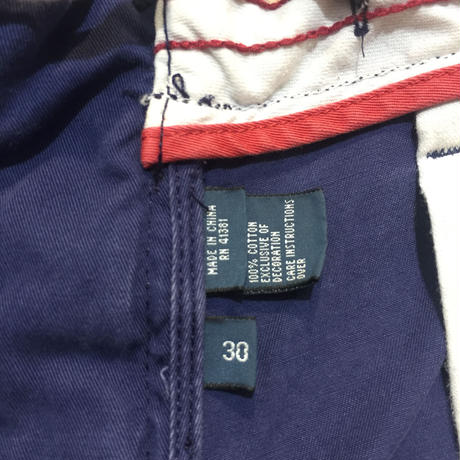 MADE IN CHINA
RN 41381
100% COTTON
EXCLUSIVE OF
DECORATION
CARE INSTRUCTIONS
OVER
30